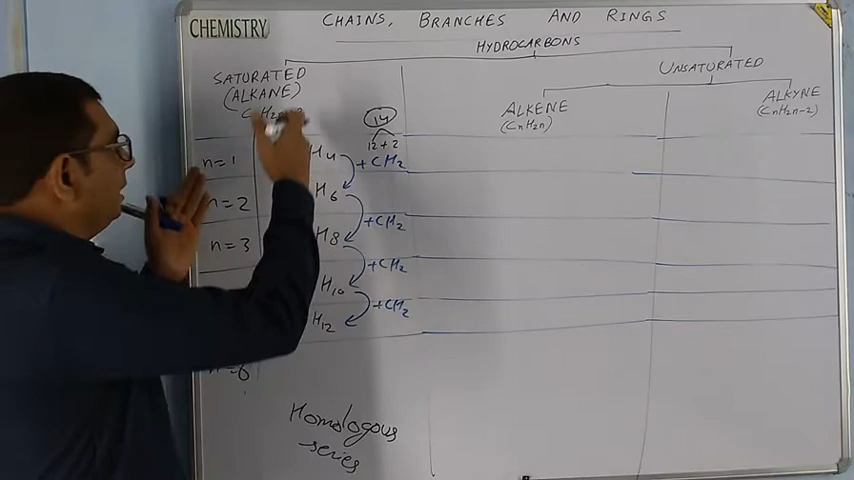 CHAINS, BRANCHES AND RINGS
CHEMISTRY
HYDROCARBONS
SATURATED
(ALKANE)
UNSATURATED
ALKENE
(CnH2n)
ALKYNE
(CnH2n-2)
14
12+2
n=1 H4 +CH2
n=2 H6 +CH2
n=3 H8 +CH2
H10 +CH2
H12
Homologous
series